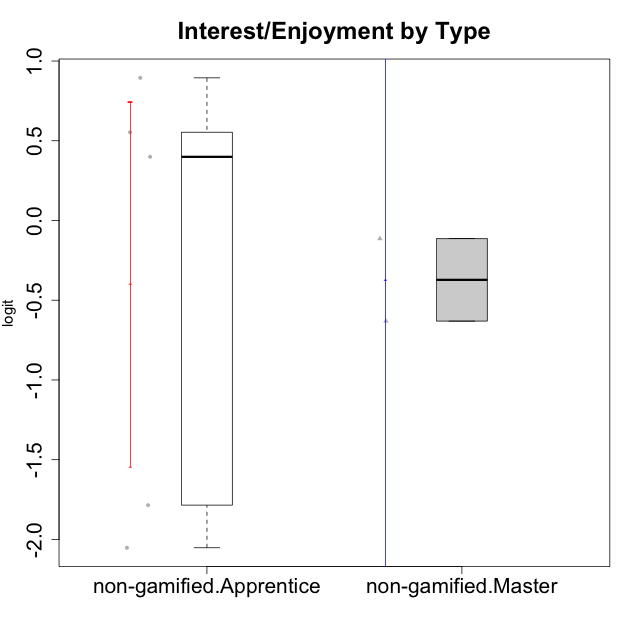 Interest/Enjoyment by Type
1.0
0.5
0.0
-0.5
-1.0
-1.5
-2.0
logit
non-gamified.Apprentice
non-gamified.Master